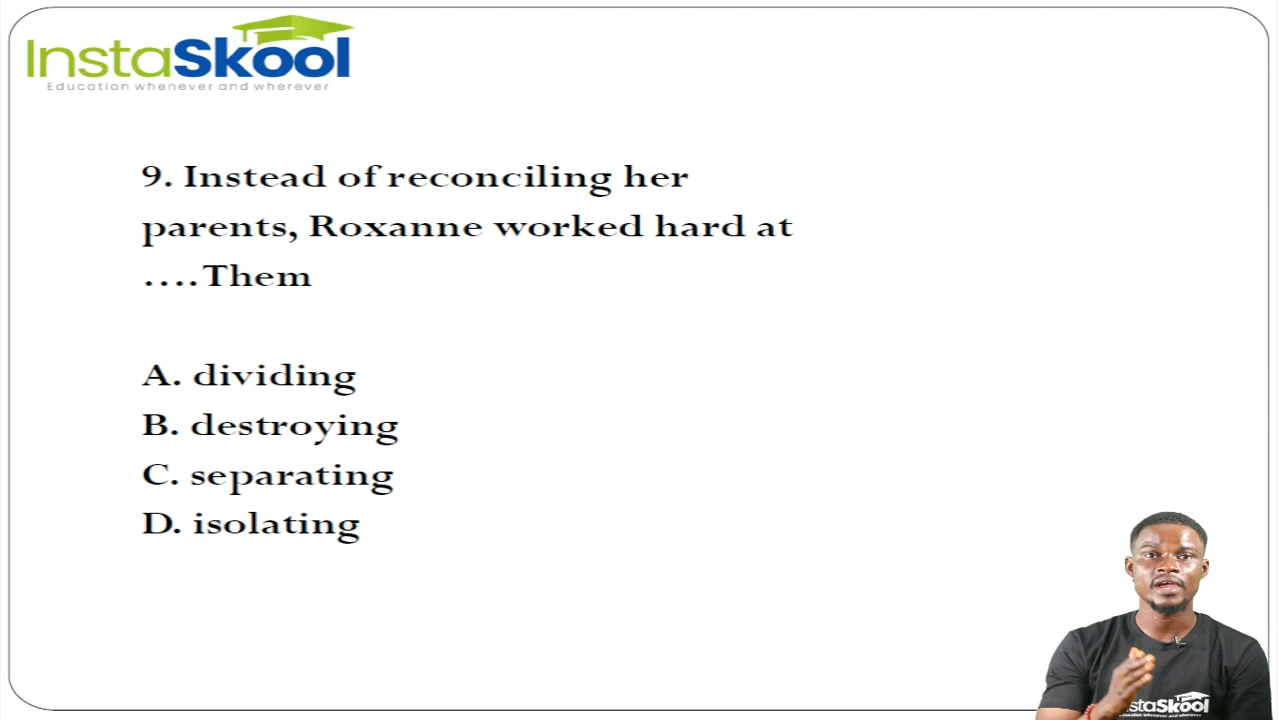 InstaSkool
Education whenever and wherever
9. Instead of reconciling her
parents, Roxanne worked hard at
....Them
A. dividing
B. destroying
C. separating
D. isolating
staSkool